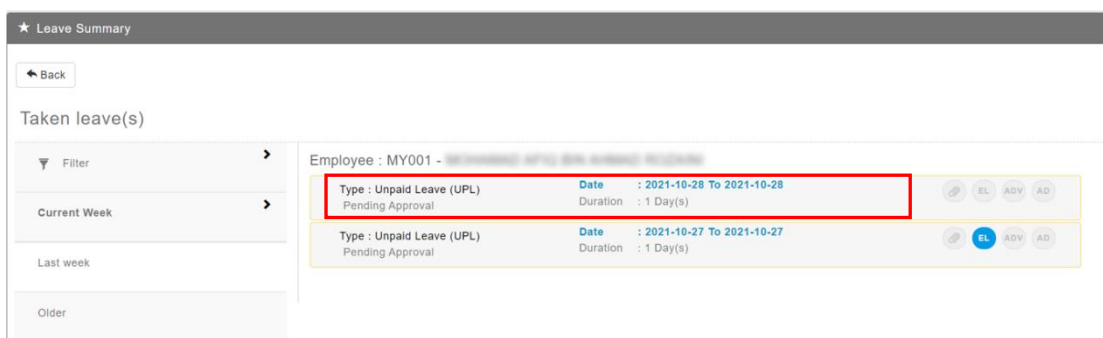 Leave Summary
Back
Taken leave(s)
Filter
Current Week
Last week
Older
Employee : MY001 -
Type : Unpaid Leave (UPL) Date : 2021-10-28 To 2021-10-28
Pending Approval Duration : 1 Day(s)
EL ADV AD
Type : Unpaid Leave (UPL) Date : 2021-10-27 To 2021-10-27
Pending Approval Duration : 1 Day(s)
EL ADV AD